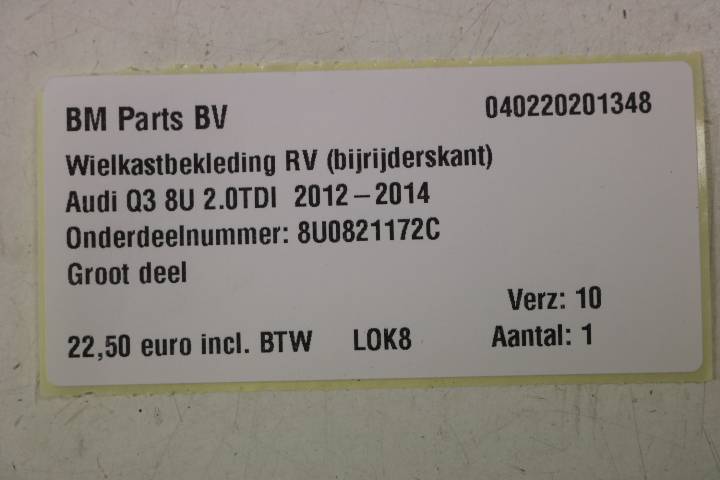 BM Parts BV 040220201348
Wielkastbekleding RV (bijrijderskant)
Audi Q3 8U 2.0TDI 2012 – 2014
Onderdeelnummer: 8U0821172C
Groot deel
Verz: 10
22,50 euro incl. BTW LOK8 Aantal: 1